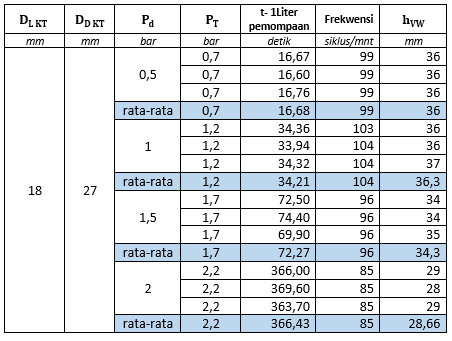 D_L KT D_D KT P_d P_T t- 1Liter pemompaan Frekwensi h_VW
mm mm bar bar detik siklus/mnt mm
18 27 0,5 0,7 16,67 99 36
0,7 16,60 99 36
0,7 16,76 99 36
rata-rata 0,7 16,68 99 36
1 1,2 34,36 103 36
1,2 33,94 104 36
1,2 34,32 104 37
rata-rata 1,2 34,21 104 36,3
1,5 1,7 72,50 96 34
1,7 74,40 96 34
1,7 69,90 96 35
rata-rata 1,7 72,27 96 34,3
2 2,2 366,00 85 29
2,2 369,60 85 28
2,2 363,70 85 29
rata-rata 2,2 366,43 85 28,66